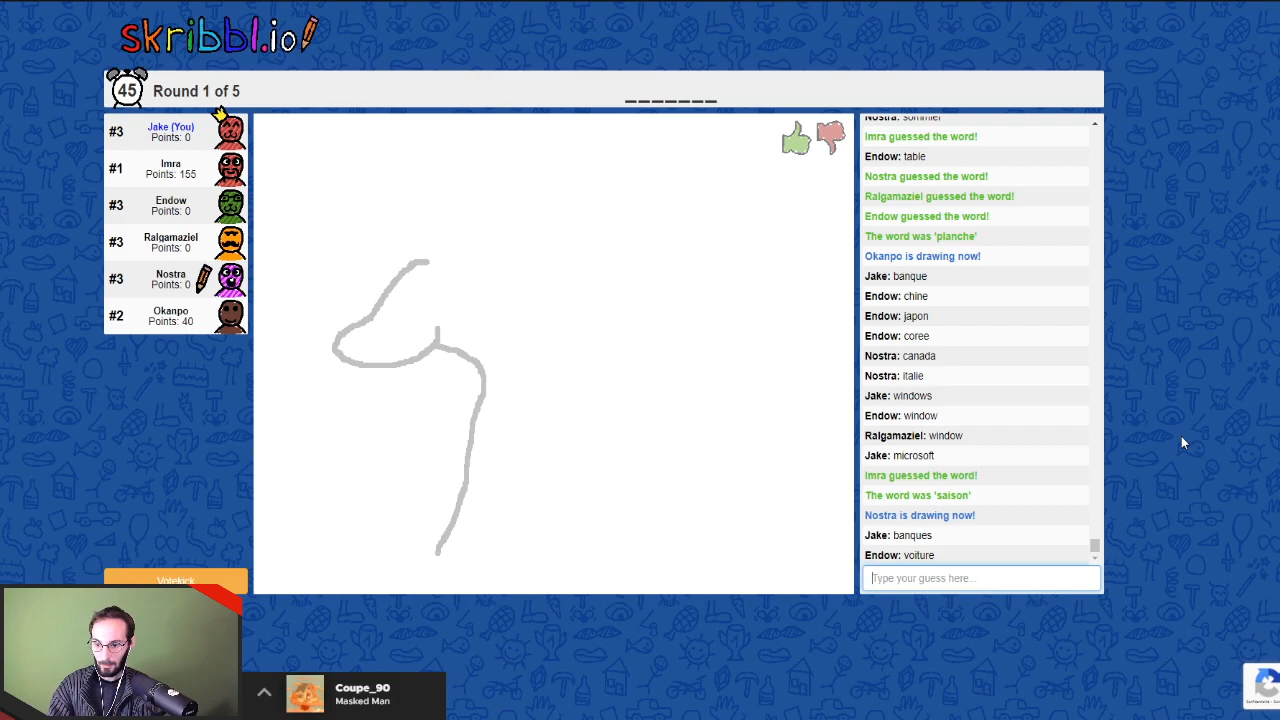 skribbl.io
45
Round 1 of 5
_______
#3
Jake (You)
Points: 0
#1
Imra
Points: 155
#3
Endow
Points: 0
#3
Ralgamaziel
Points: 0
#3
Nostra
Points: 0
#2
Okanpo
Points: 40
Votekick
Nostra: sommier
Imra guessed the word!
Endow: table
Nostra guessed the word!
Ralgamaziel guessed the word!
Endow guessed the word!
The word was 'planche'
Okanpo is drawing now!
Jake: banque
Endow: chine
Endow: japon
Endow: coree
Nostra: canada
Nostra: italie
Jake: windows
Endow: window
Ralgamaziel: window
Jake: microsoft
Imra guessed the word!
The word was 'saison'
Nostra is drawing now!
Jake: banques
Endow: voiture
Type your guess here...
Coupe_90
Masked Man